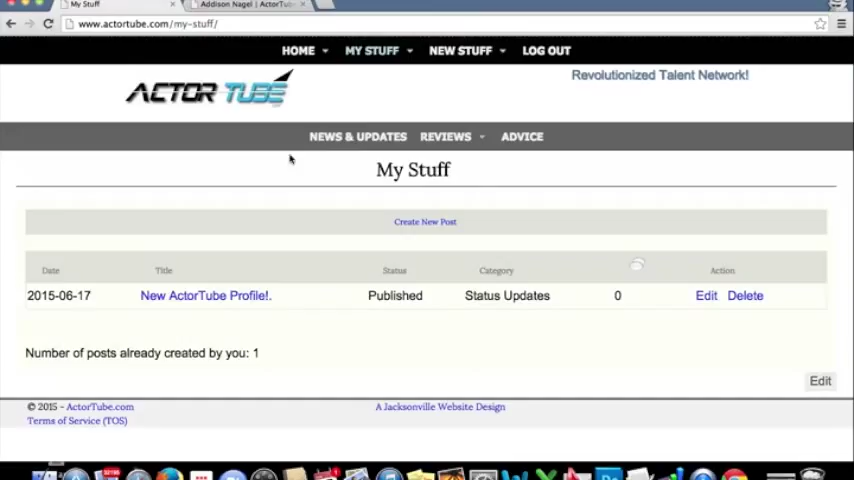 My Stuff
Addison Nagel | ActorTub
www.actortube.com/my-stuff/
HOME MY STUFF NEW STUFF LOG OUT
ACTOR TUBE
Revolutionized Talent Network!
NEWS & UPDATES REVIEWS ADVICE
My Stuff
Create New Post
Date Title Status Category Action
2015-06-17 New ActorTube Profile!. Published Status Updates 0 Edit Delete
Number of posts already created by you: 1
Edit
© 2015 - ActorTube.com A Jacksonville Website Design
Terms of Service (TOS)